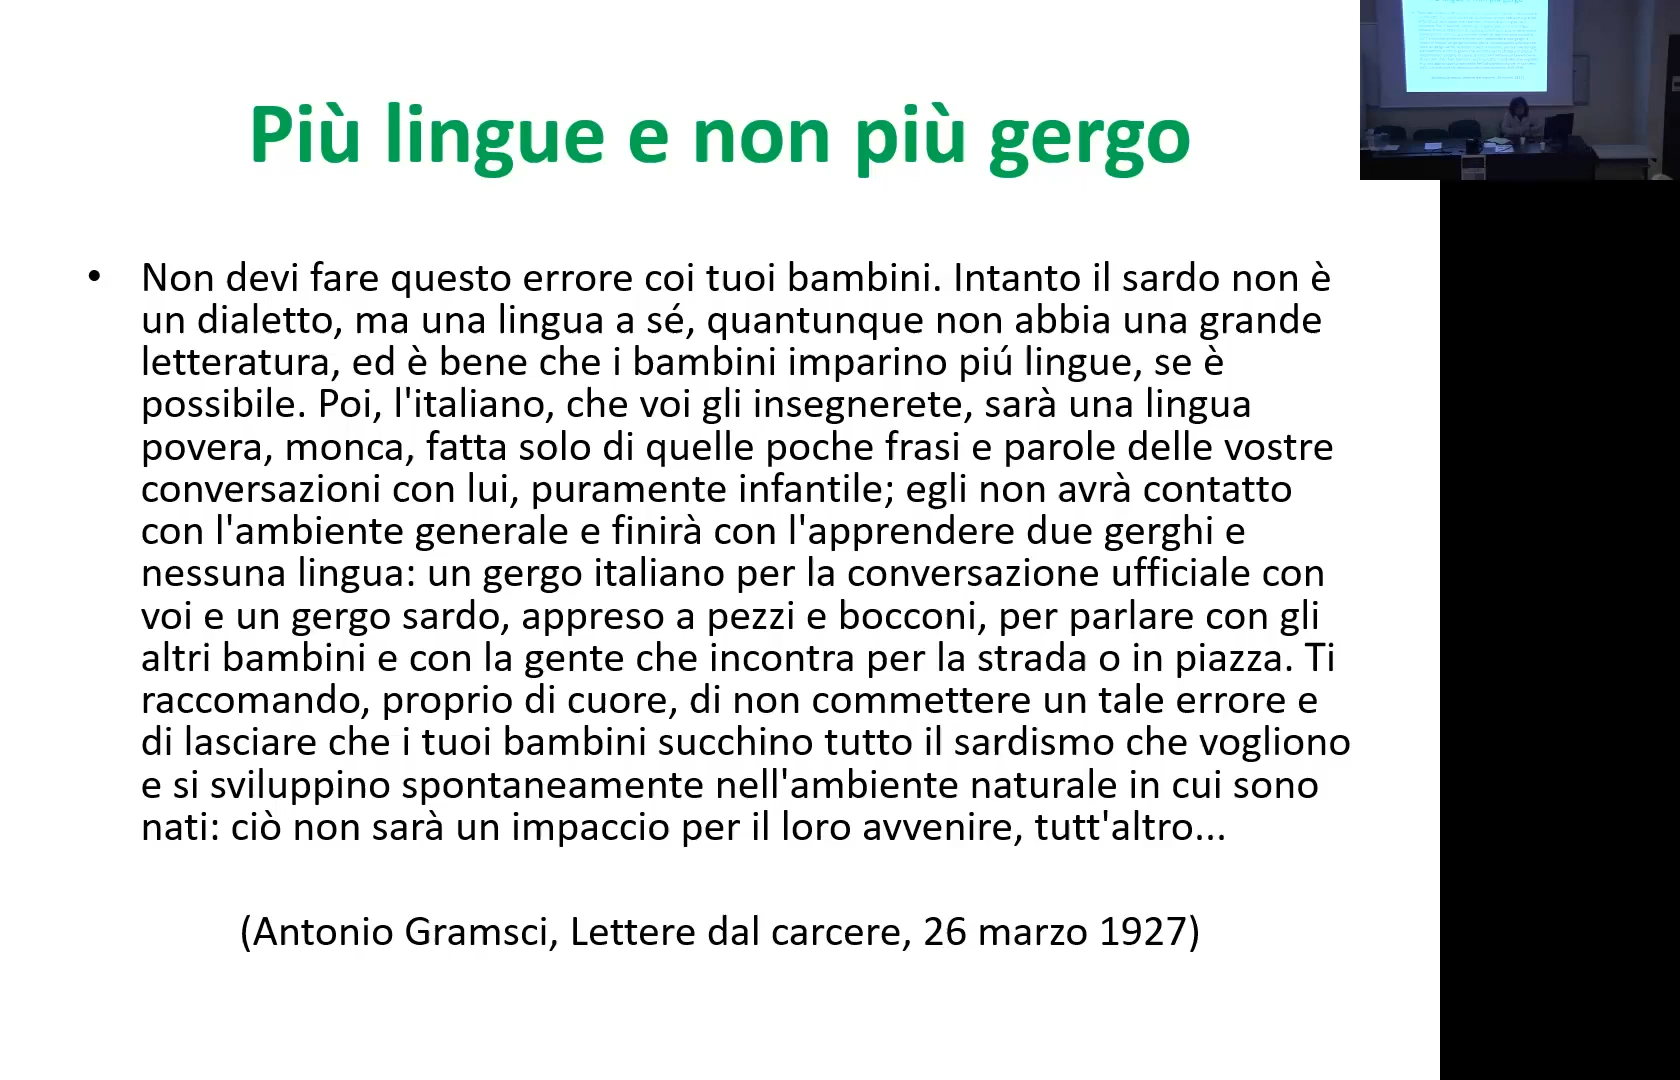 Più lingue e non più gergo
• Non devi fare questo errore coi tuoi bambini. Intanto il sardo non è
un dialetto, ma una lingua a sé, quantunque non abbia una grande
letteratura, ed è bene che i bambini imparino piú lingue, se è
possibile. Poi, l'italiano, che voi gli insegnerete, sarà una lingua
povera, monca, fatta solo di quelle poche frasi e parole delle vostre
conversazioni con lui, puramente infantile; egli non avrà contatto
con l'ambiente generale e finirà con l'apprendere due gerghi e
nessuna lingua: un gergo italiano per la conversazione ufficiale con
voi e un gergo sardo, appreso a pezzi e bocconi, per parlare con gli
altri bambini e con la gente che incontra per la strada o in piazza. Ti
raccomando, proprio di cuore, di non commettere un tale errore e
di lasciare che i tuoi bambini succhino tutto il sardismo che vogliono
e si sviluppino spontaneamente nell'ambiente naturale in cui sono
nati: ciò non sarà un impaccio per il loro avvenire, tutt'altro...
(Antonio Gramsci, Lettere dal carcere, 26 marzo 1927)